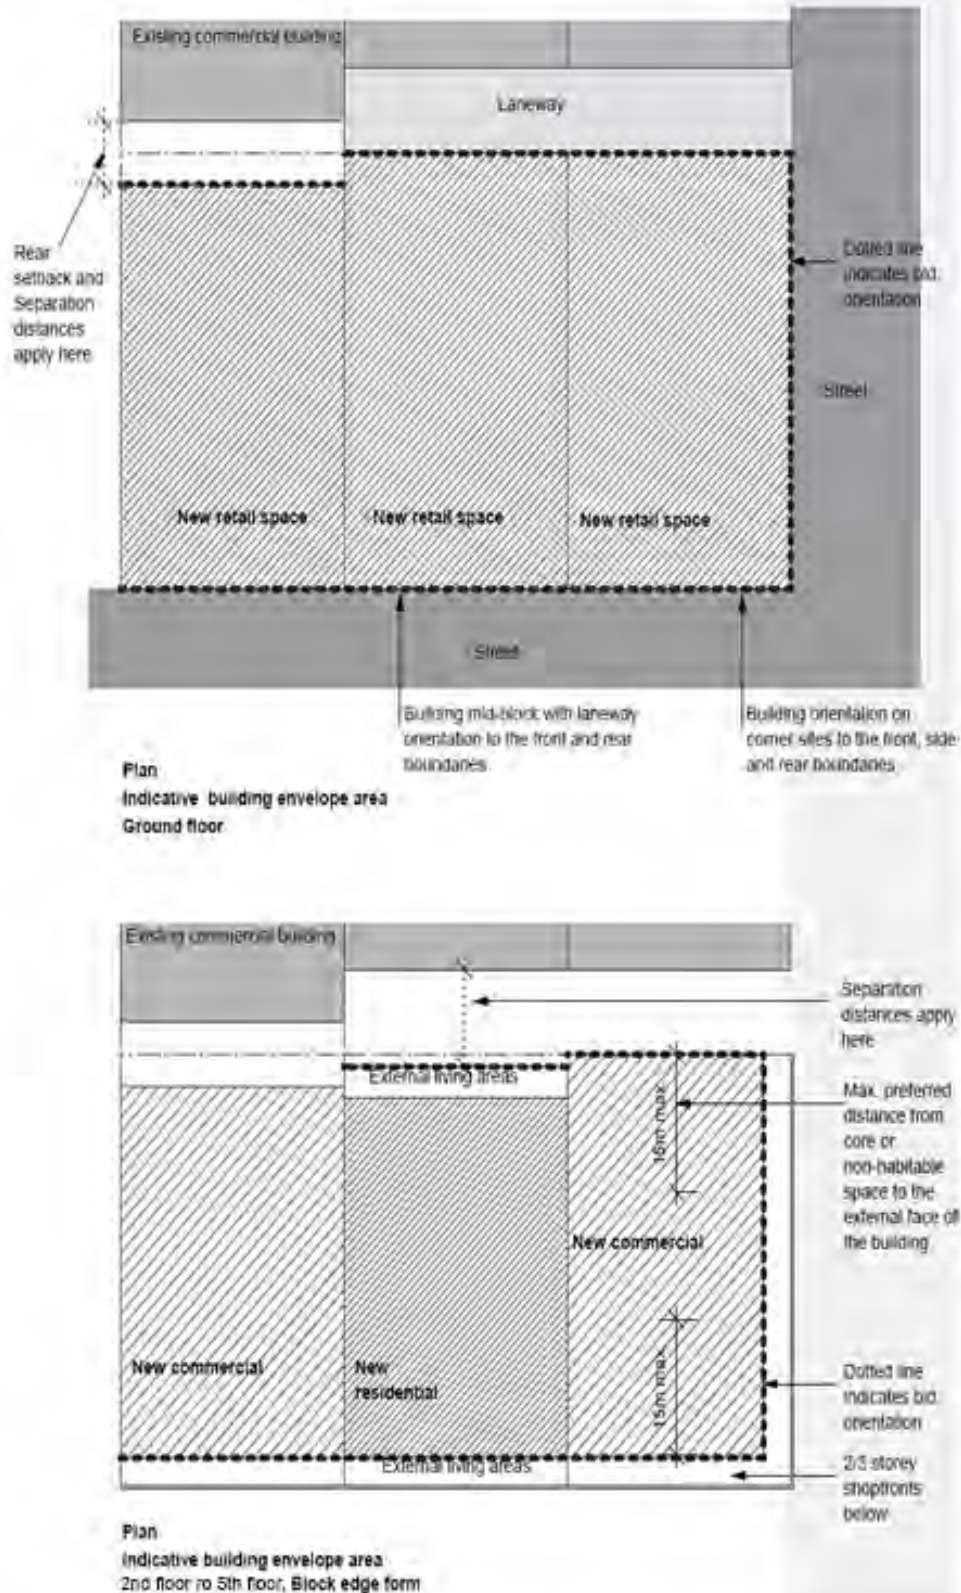 Existing commercial building
Laneway
Rear
setback and
Separation
distances
apply here
Dotted line
indicates bld.
orientation
Street
New retail space
New retail space
New retail space
Street
Building mid-block with laneway
orientation to the front and rear
boundaries
Building orientation on
corner sites to the front, side
and rear boundaries
Plan
Indicative building envelope area
Ground floor
Existing commercial building
Separation
distances apply
here
External living areas
Max. preferred
distance from
core or
non-habitable
space to the
external face of
the building
15m max
New commercial
New commercial
New
residential
15m max
Dotted line
indicates bld.
orientation
External living areas
2/3 storey
shopfronts
below
Plan
Indicative building envelope area
2nd floor ro 5th floor, Block edge form